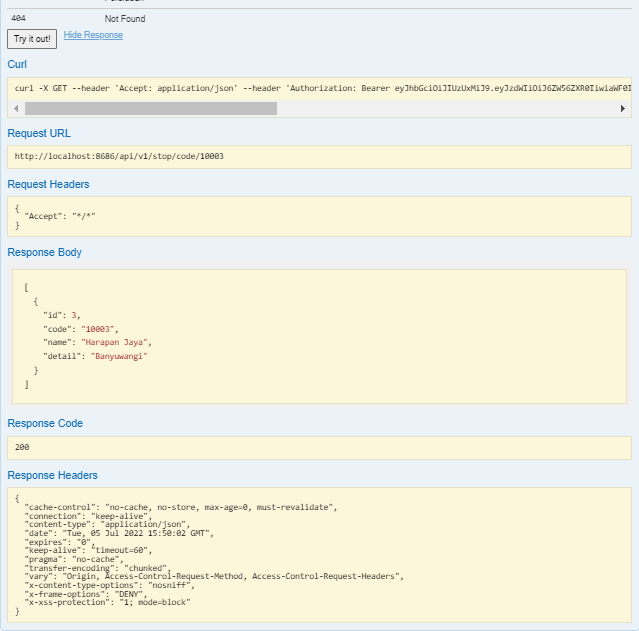 404 Not Found
Try it out! Hide Response
Curl
curl -X GET --header 'Accept: application/json' --header 'Authorization: Bearer
Request URL
http://localhost:8686/api/v1/stop/code/10003
Request Headers
{
"Accept": "*/*"
}
Response Body
[
{
"id": 3,
"code": "10003",
"name": "Harapan Jaya",
"detail": "Banyuwangi"
}
]
Response Code
200
Response Headers
{
"cache-control": "no-cache, no-store, max-age=0, must-revalidate",
"connection": "keep-alive",
"content-type": "application/json",
"date": "Tue, 05 Jul 2022 15:50:02 GMT",
"expires": "0",
"keep-alive": "timeout=60",
"pragma": "no-cache",
"transfer-encoding": "chunked",
"vary": "Origin, Access-Control-Request-Method, Access-Control-Request-Headers",
"x-content-type-options": "nosniff",
"x-frame-options": "DENY",
"x-xss-protection": "1; mode=block"
}